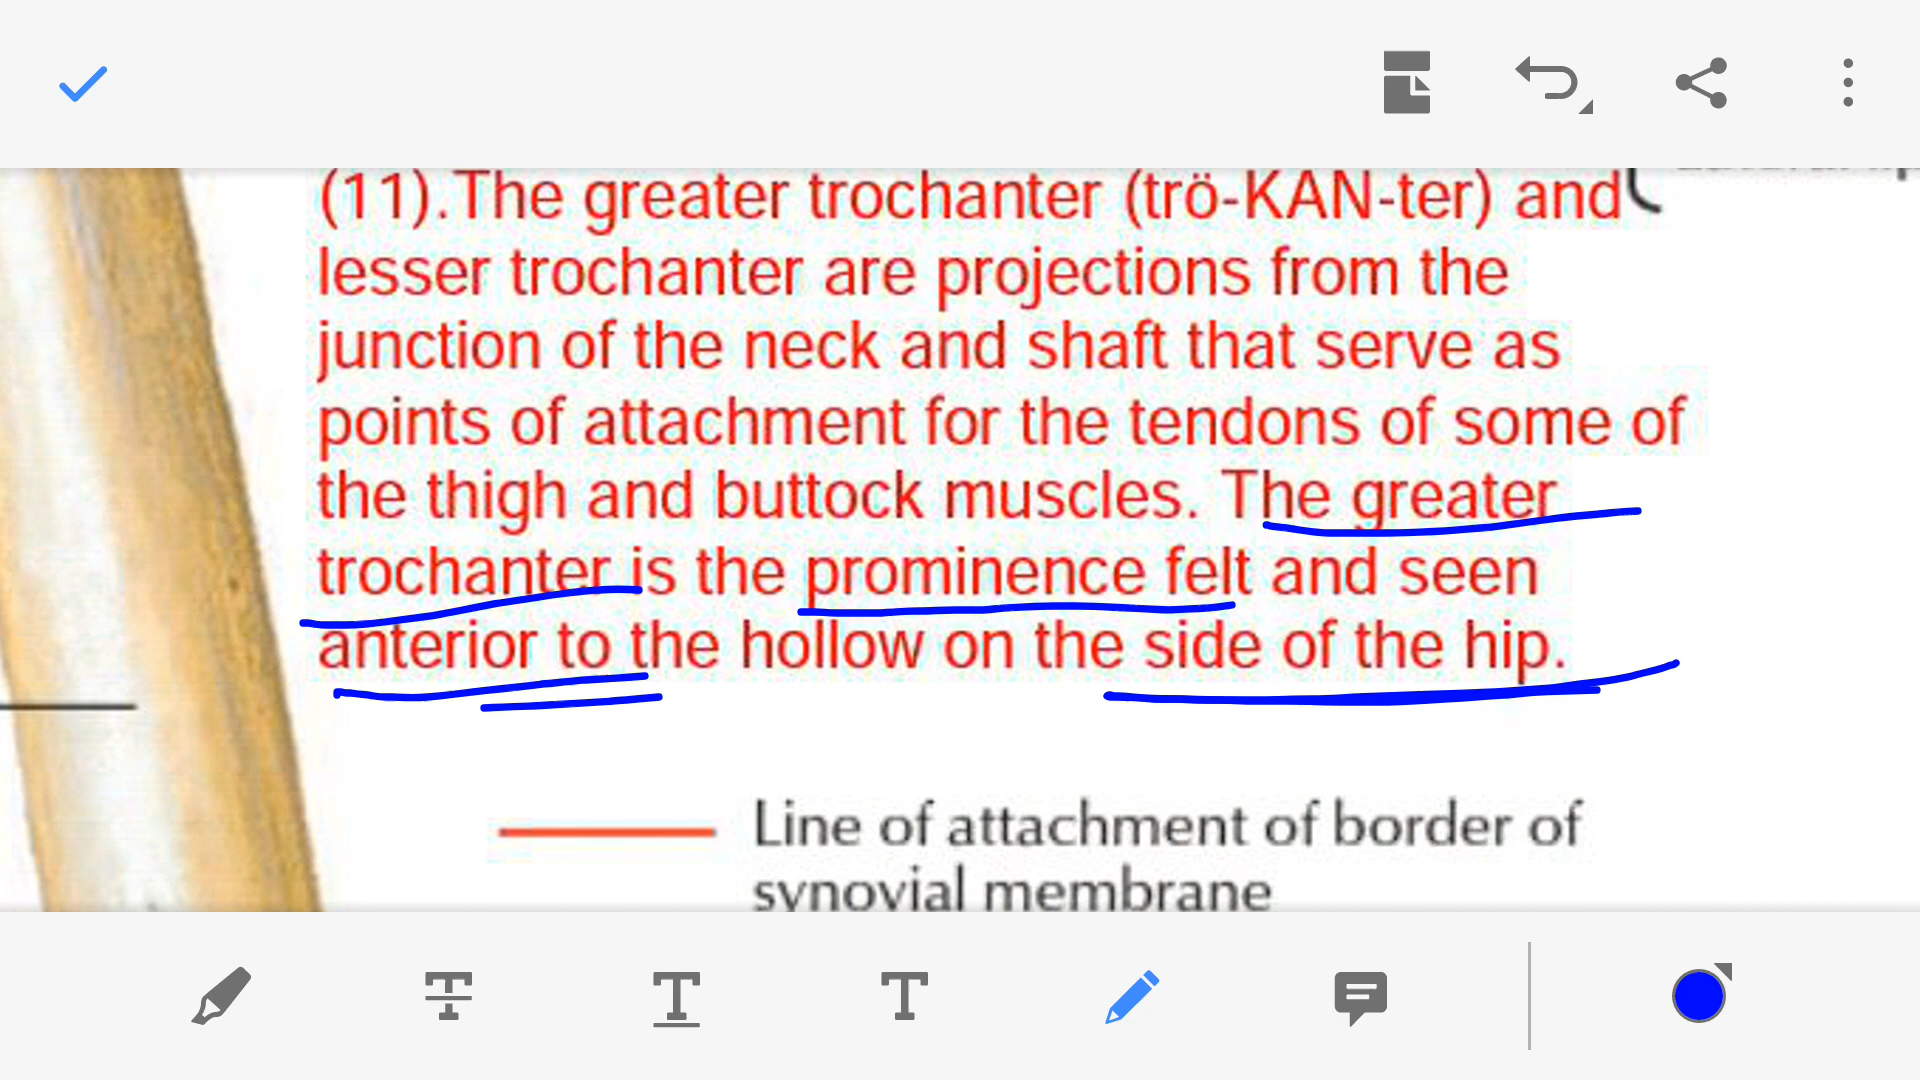 (11).The greater trochanter (trö-KAN-ter) and
lesser trochanter are projections from the
junction of the neck and shaft that serve as
points of attachment for the tendons of some of
the thigh and buttock muscles. The greater
trochanter is the prominence felt and seen
anterior to the hollow on the side of the hip.
Line of attachment of border of
synovial membrane